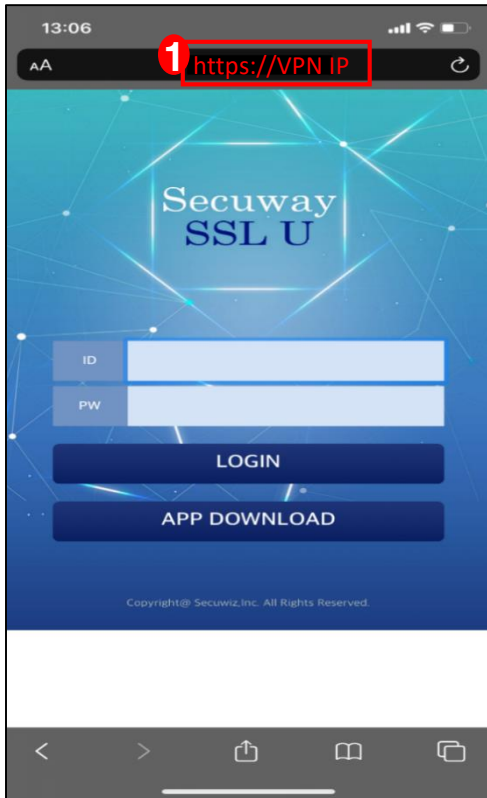 13:06
AA
1
https://VPN IP
Secuway
SSL U
ID
PW
LOGIN
APP DOWNLOAD
Copyright@ Secuwiz,Inc. All Rights Reserved.